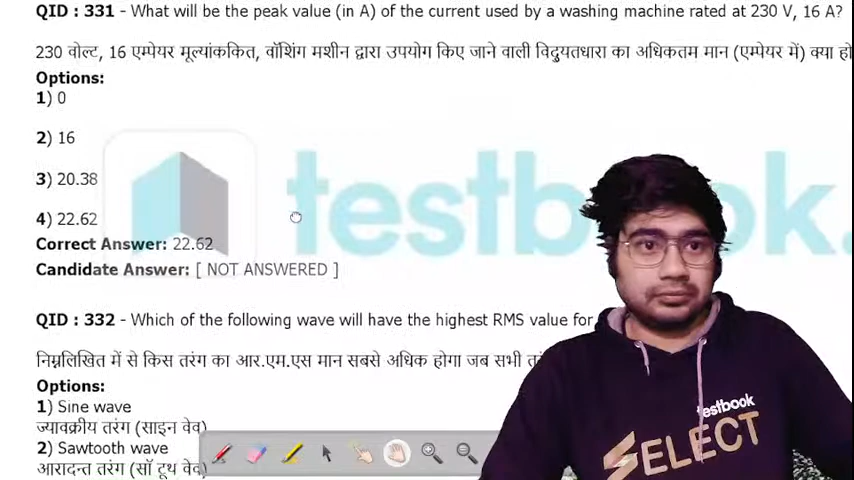 QID : 331 - What will be the peak value (in A) of the current used by a washing machine rated at 230 V, 16 A?
230 वोल्ट, 16 एम्पेयर मूल्यांककित, वॉशिंग मशीन द्वारा उपयोग किए जाने वाली विद्युतधारा का अधिकतम मान (एम्पेयर में) क्या हो
Options:
1) 0
2) 16
3) 20.38
4) 22.62
Correct Answer: 22.62
Candidate Answer: [ NOT ANSWERED ]
testbook.
QID : 332 - Which of the following wave will have the highest RMS value for
निम्नलिखित में से किस तरंग का आर.एम.एस मान सबसे अधिक होगा जब सभी
Options:
1) Sine wave
ज्यावक्रीय तरंग (साइन वेव)
2) Sawtooth wave
आरादन्त तरंग (सॉ टूथ वेव)
testbook
SELECT